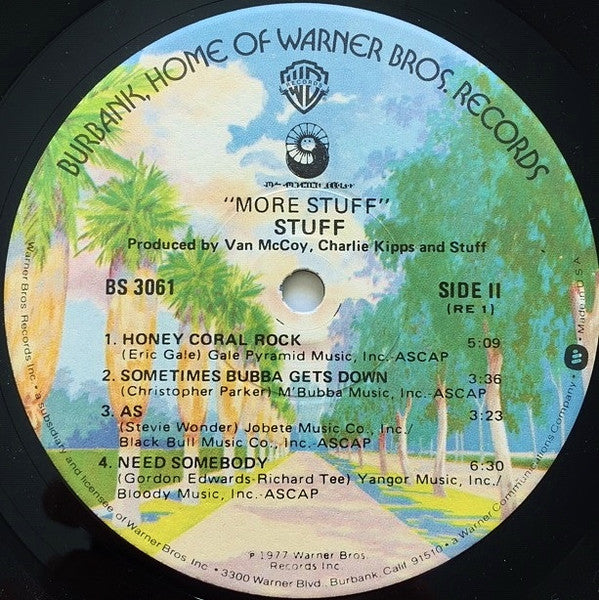 BURBANK, HOME OF WARNER BROS. RECORDS
RECORDS
"MORE STUFF"
STUFF
Produced by Van McCoy, Charlie Kipps and Stuff
BS 3061
SIDE II
(RE 1)
1. HONEY CORAL ROCK 5:09
(Eric Gale) Gale Pyramid Music, Inc.-ASCAP
2. SOMETIMES BUBBA GETS DOWN 3:36
(Christopher Parker) M'Bubba Music, Inc.-ASCAP
3. AS 3:23
(Stevie Wonder) Jobete Music Co., Inc./
Black Bull Music Co., Inc.-ASCAP
4. NEED SOMEBODY 6:30
(Gordon Edwards-Richard Tee) Yangor Music, Inc./
Bloody Music, Inc.-ASCAP
℗ 1977 Warner Bros.
Records Inc.
Warner Bros. Records Inc. • a subsidiary and licensee of Warner Bros. Inc. • 3300 Warner Blvd., Burbank, Calif. 91510 • a Warner Communications Company • Made in U.S.A.